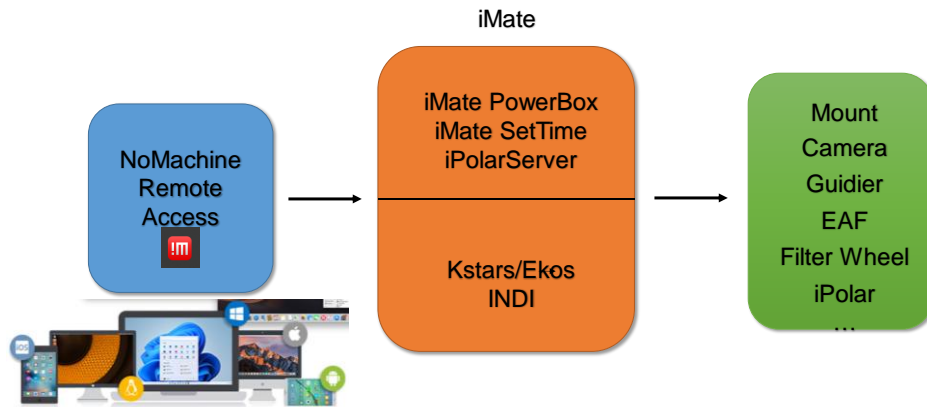 iMate
NoMachine
Remote
Access
!M
iOS
iMate PowerBox
iMate SetTime
iPolarServer
Kstars/Ekos
INDI
Mount
Camera
Guidier
EAF
Filter Wheel
iPolar
...